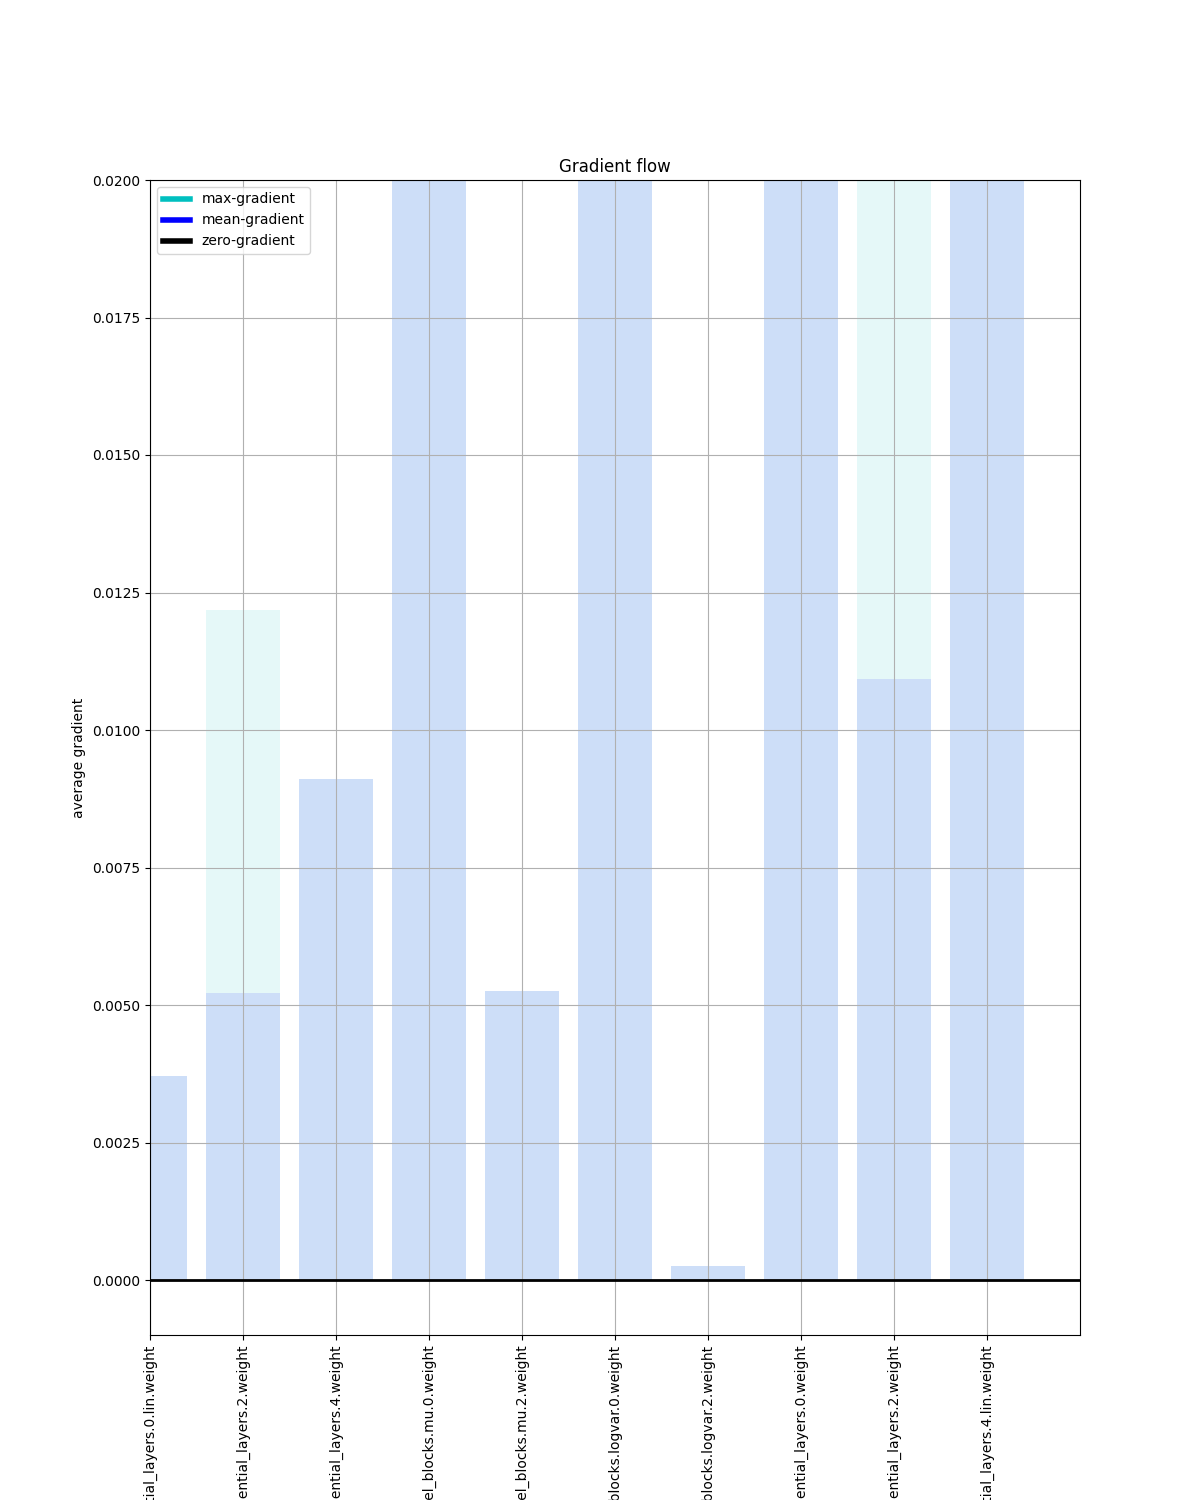 Gradient flow
max-gradient
mean-gradient
zero-gradient
0.0200
0.0175
0.0150
0.0125
0.0100
0.0075
0.0050
0.0025
0.0000
average gradient
tial_layers.0.lin.weight
ential_layers.2.weight
ential_layers.4.weight
el_blocks.mu.0.weight
el_blocks.mu.2.weight
blocks.logvar.0.weight
blocks.logvar.2.weight
ential_layers.0.weight
ential_layers.2.weight
tial_layers.4.lin.weight